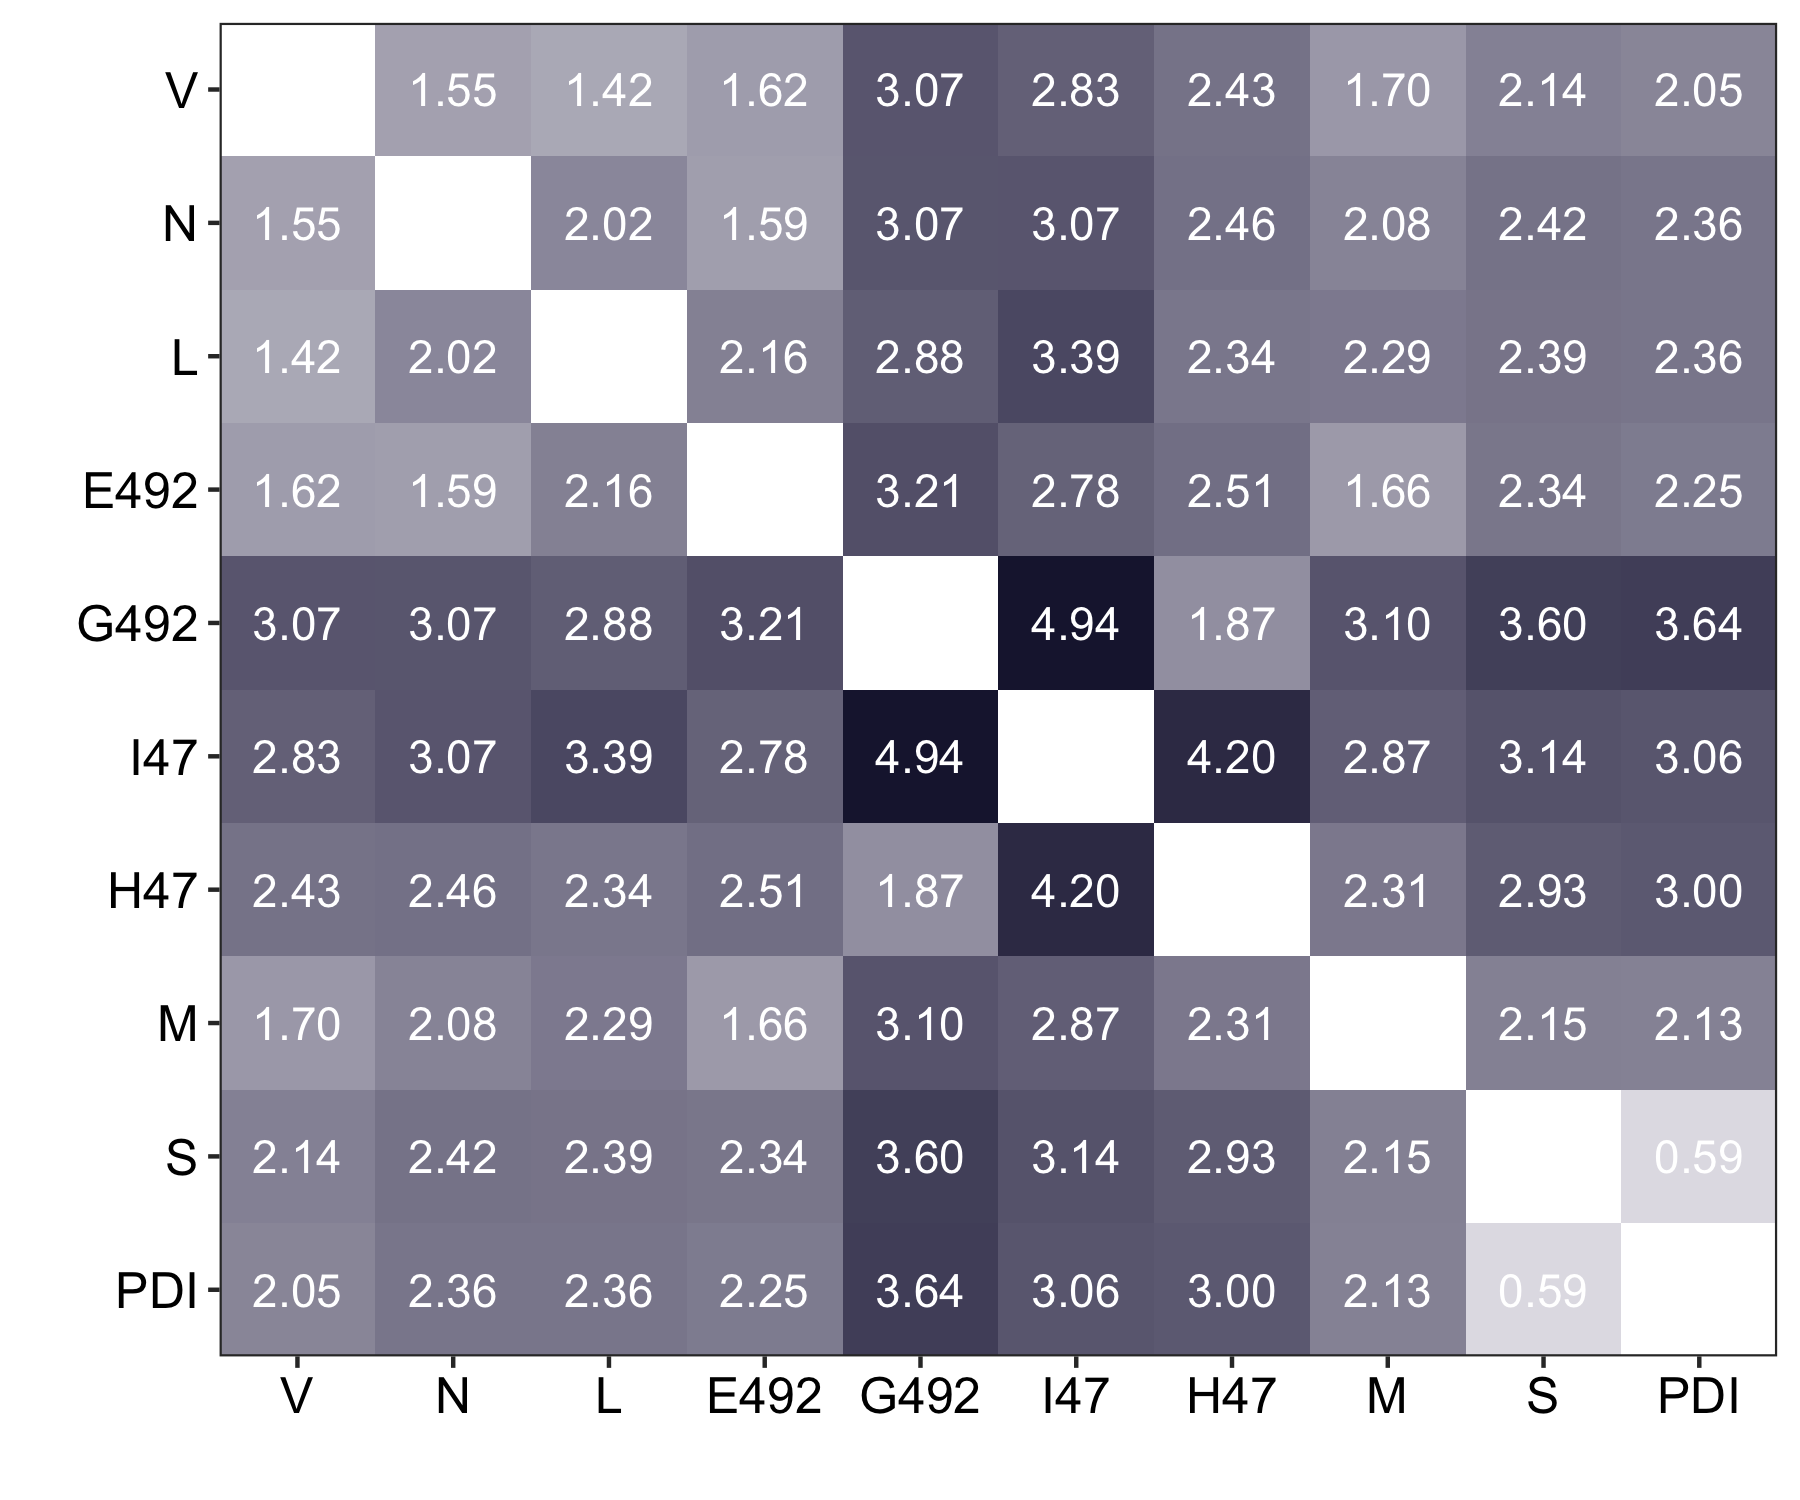 V 1.55 1.42 1.62 3.07 2.83 2.43 1.70 2.14 2.05
N 1.55 2.02 1.59 3.07 3.07 2.46 2.08 2.42 2.36
L 1.42 2.02 2.16 2.88 3.39 2.34 2.29 2.39 2.36
E492 1.62 1.59 2.16 3.21 2.78 2.51 1.66 2.34 2.25
G492 3.07 3.07 2.88 3.21 4.94 1.87 3.10 3.60 3.64
I47 2.83 3.07 3.39 2.78 4.94 4.20 2.87 3.14 3.06
H47 2.43 2.46 2.34 2.51 1.87 4.20 2.31 2.93 3.00
M 1.70 2.08 2.29 1.66 3.10 2.87 2.31 2.15 2.13
S 2.14 2.42 2.39 2.34 3.60 3.14 2.93 2.15 0.59
PDI 2.05 2.36 2.36 2.25 3.64 3.06 3.00 2.13 0.59
V N L E492 G492 I47 H47 M S PDI